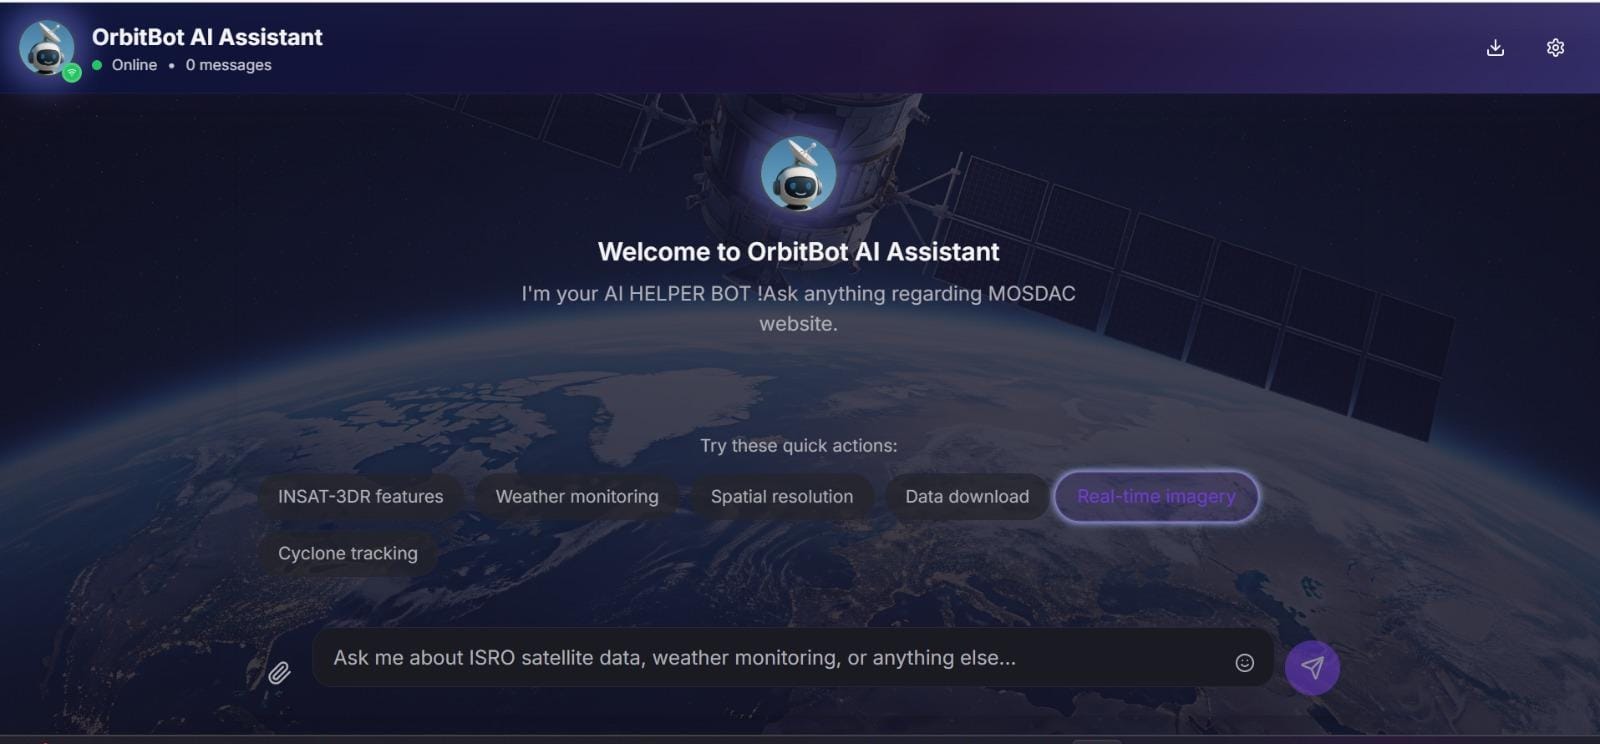 OrbitBot AI Assistant
Online • 0 messages
Welcome to OrbitBot AI Assistant
I'm your AI HELPER BOT !Ask anything regarding MOSDAC
website.
Try these quick actions:
INSAT-3DR features
Weather monitoring
Spatial resolution
Data download
Real-time imagery
Cyclone tracking
Ask me about ISRO satellite data, weather monitoring, or anything else...